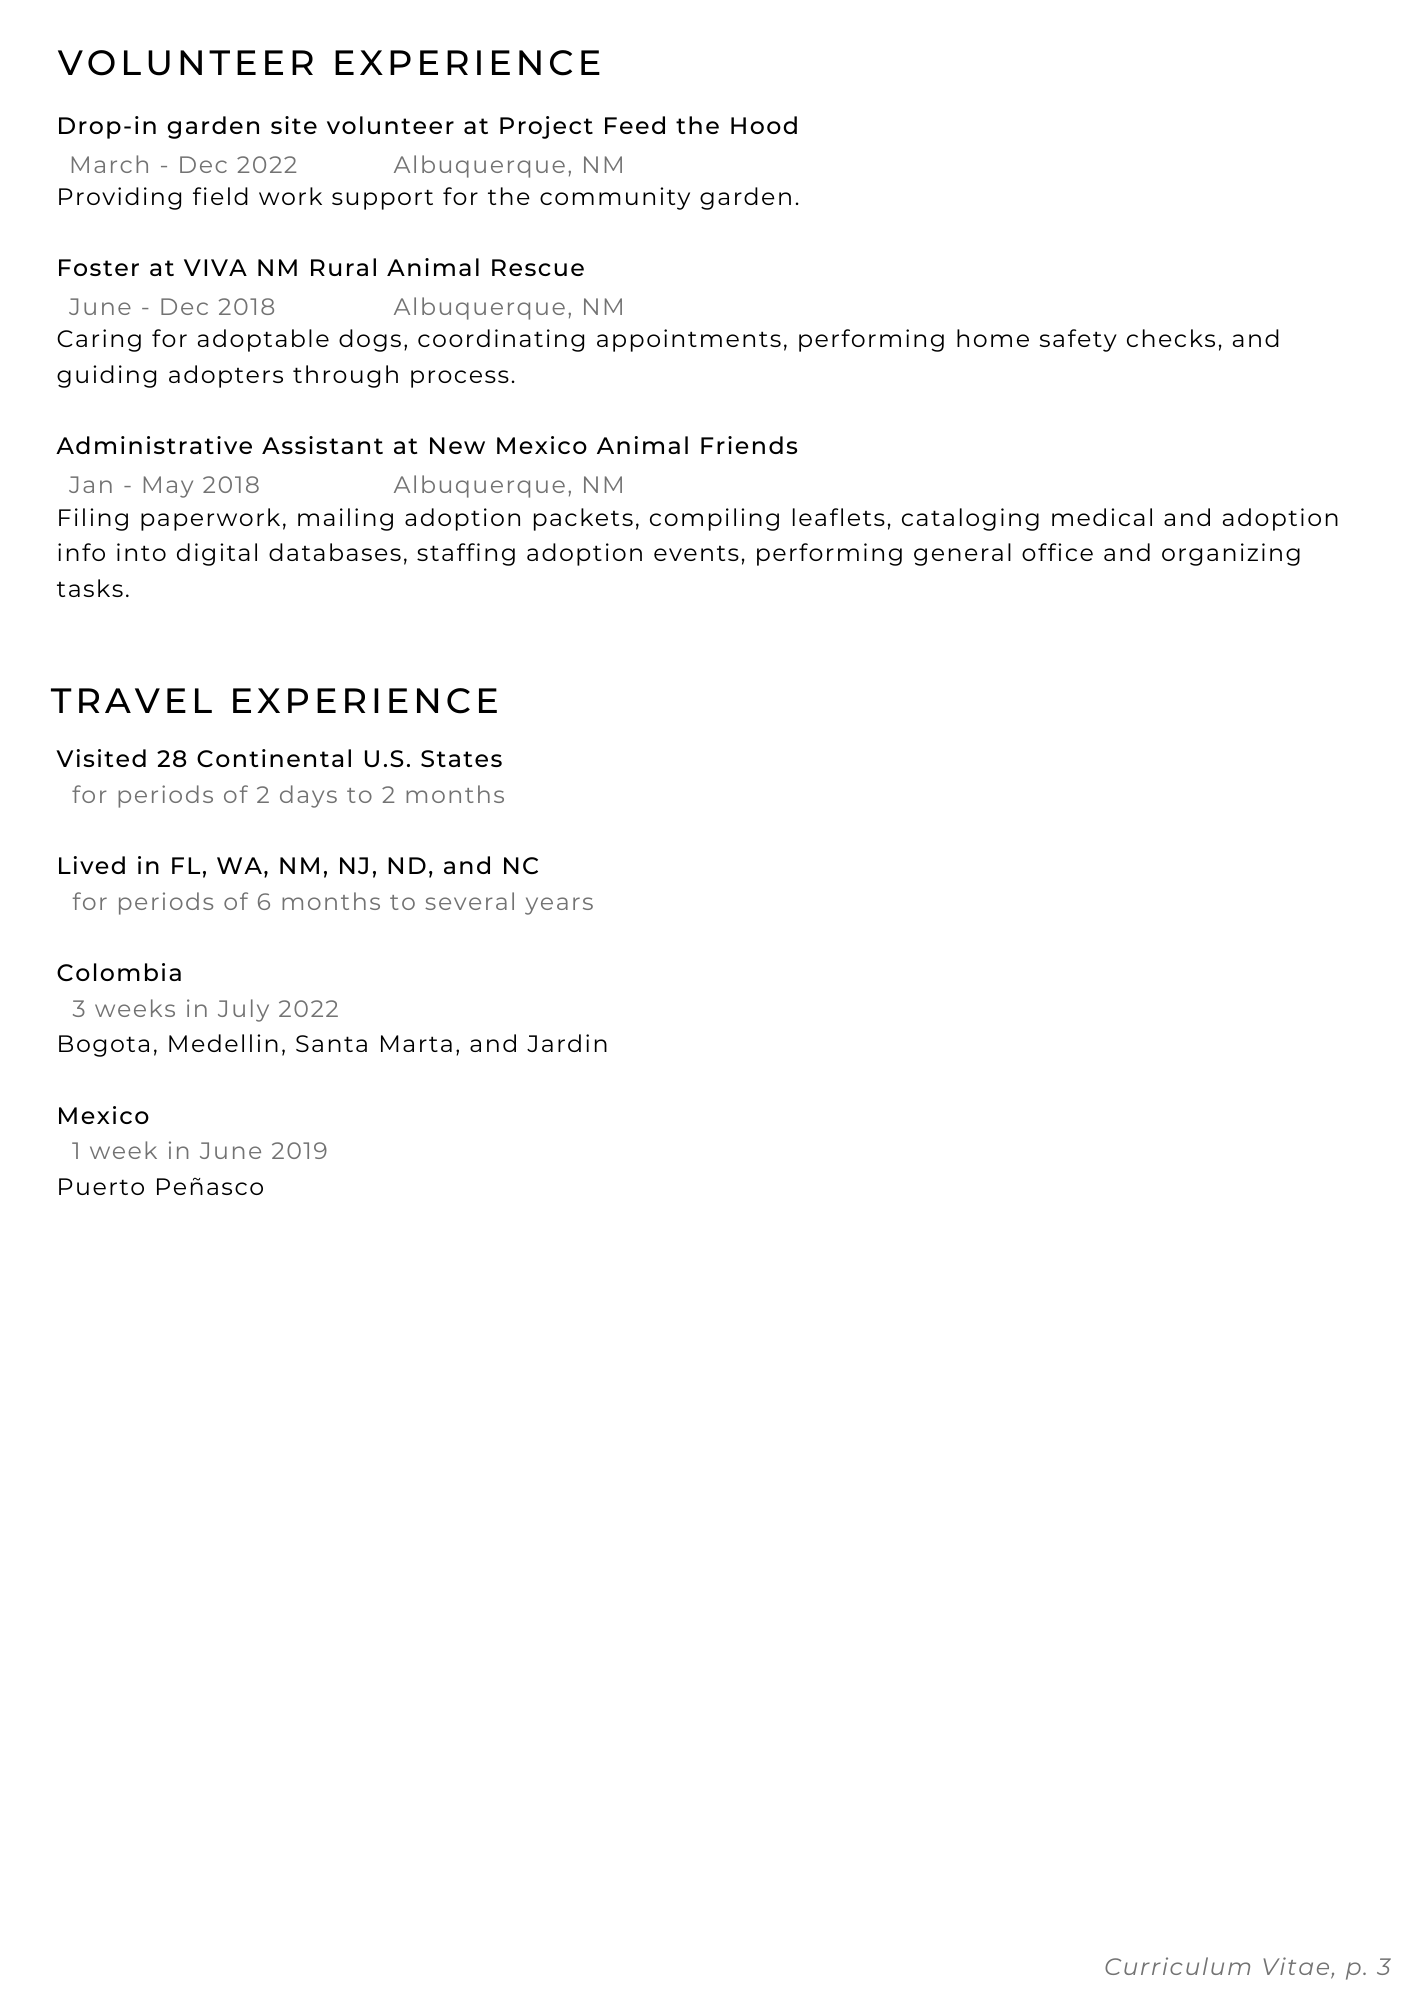 VOLUNTEER EXPERIENCE
Drop-in garden site volunteer at Project Feed the Hood
March - Dec 2022 Albuquerque, NM
Providing field work support for the community garden.
Foster at VIVA NM Rural Animal Rescue
June - Dec 2018 Albuquerque, NM
Caring for adoptable dogs, coordinating appointments, performing home safety checks, and
guiding adopters through process.
Administrative Assistant at New Mexico Animal Friends
Jan - May 2018 Albuquerque, NM
Filing paperwork, mailing adoption packets, compiling leaflets, cataloging medical and adoption
info into digital databases, staffing adoption events, performing general office and organizing
tasks.
TRAVEL EXPERIENCE
Visited 28 Continental U.S. States
for periods of 2 days to 2 months
Lived in FL, WA, NM, NJ, ND, and NC
for periods of 6 months to several years
Colombia
3 weeks in July 2022
Bogota, Medellin, Santa Marta, and Jardin
Mexico
1 week in June 2019
Puerto Peñasco
Curriculum Vitae, p. 3